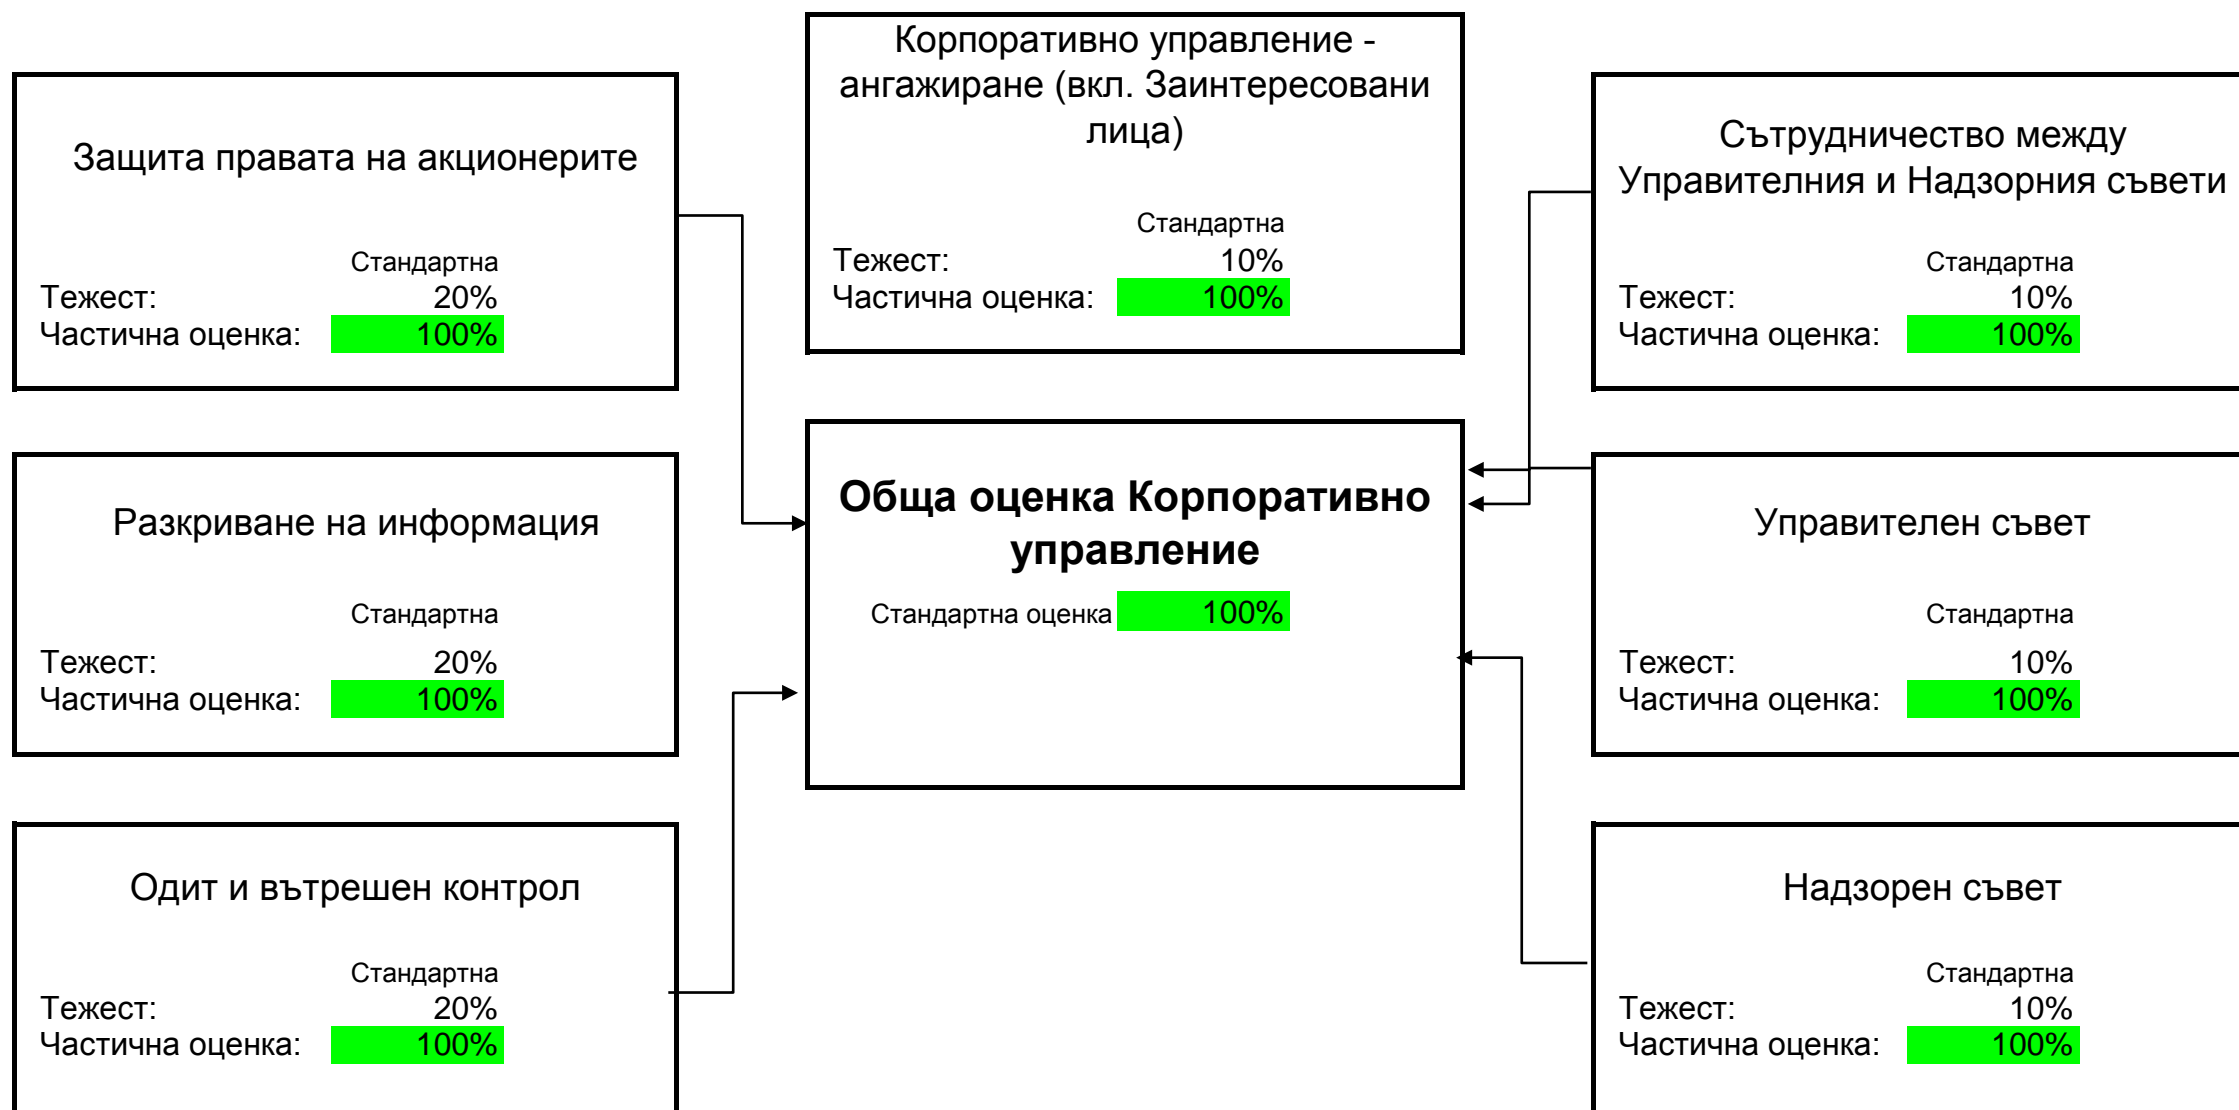 Корпоративно управление -
ангажиране (вкл. Заинтересовани
лица)
Стандартна
Тежест: 10%
Частична оценка: 100%
Защита правата на акционерите
Стандартна
Тежест: 20%
Частична оценка: 100%
Сътрудничество между
Управителния и Надзорния съвети
Стандартна
Тежест: 10%
Частична оценка: 100%
Разкриване на информация
Стандартна
Тежест: 20%
Частична оценка: 100%
Обща оценка Корпоративно
управление
Стандартна оценка 100%
Управителен съвет
Стандартна
Тежест: 10%
Частична оценка: 100%
Одит и вътрешен контрол
Стандартна
Тежест: 20%
Частична оценка: 100%
Надзорен съвет
Стандартна
Тежест: 10%
Частична оценка: 100%